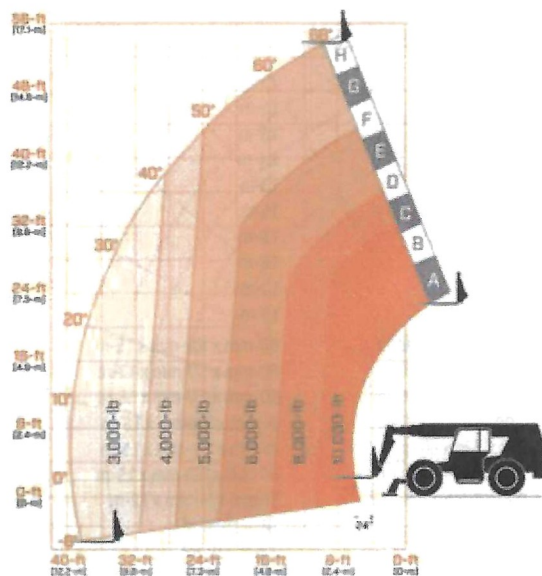 56-ft
(17.1-m)
48-ft
(14.6-m)
40-ft
(12.2-m)
32-ft
(9.8-m)
24-ft
(7.3-m)
16-ft
(4.9-m)
8-ft
(2.4-m)
0-ft
(0-m)
68°
60°
50°
40°
30°
20°
10°
0°
H
G
F
E
D
C
B
A
3,000-lb
4,000-lb
5,000-lb
6,000-lb
8,000-lb
10,000-lb
24"
40-ft
(12.2-m)
32-ft
(9.8-m)
24-ft
(7.3-m)
16-ft
(4.9-m)
8-ft
(2.4-m)
0-ft
(0-m)